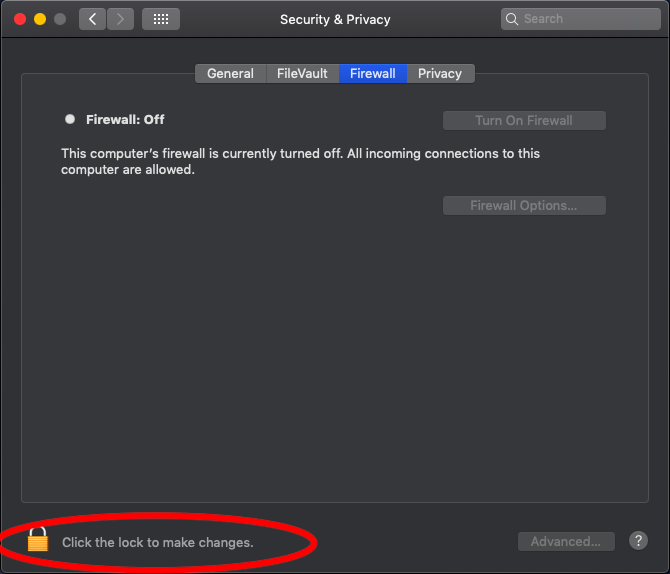 Security & Privacy
Search
General
FileVault
Firewall
Privacy
Firewall: Off
Turn On Firewall
This computer's firewall is currently turned off. All incoming connections to this
computer are allowed.
Firewall Options...
Click the lock to make changes.
Advanced...
?